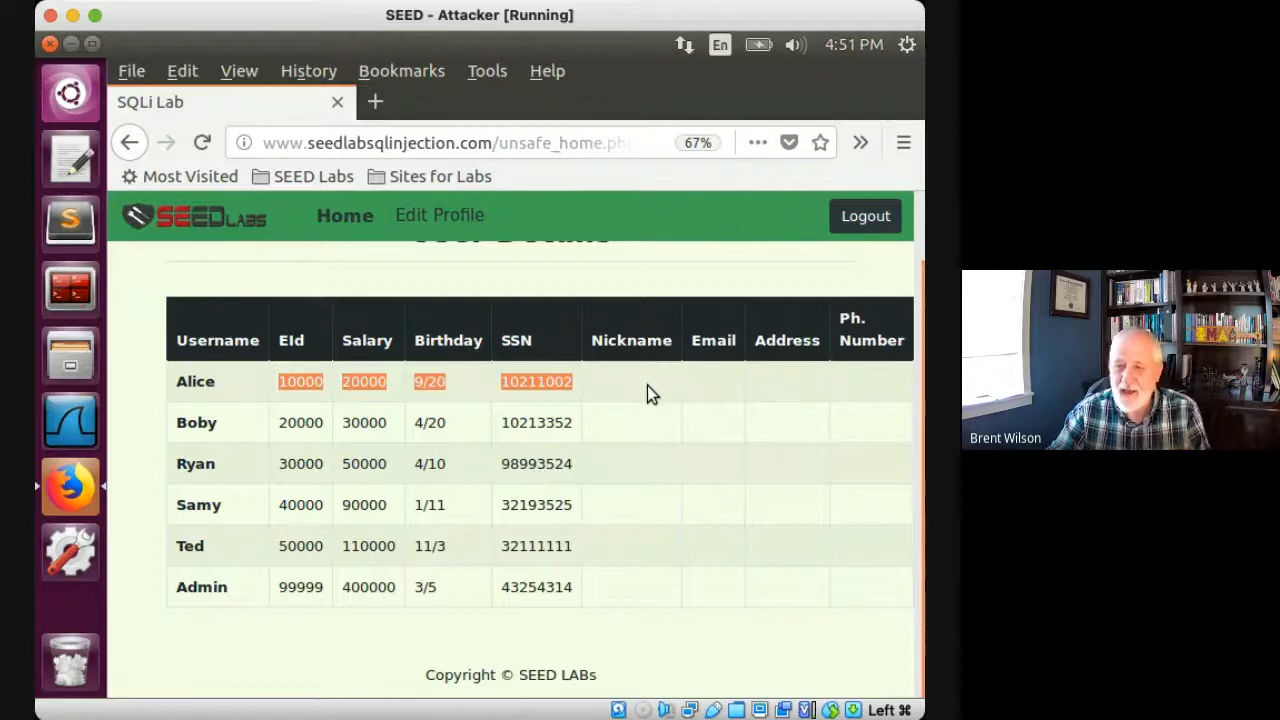 SEED - Attacker [Running]
En
4:51 PM
File Edit View History Bookmarks Tools Help
SQLi Lab
www.seedlabsqlinjection.com/unsafe_home.ph
67%
Most Visited SEED Labs Sites for Labs
SEEDLABS Home Edit Profile Logout
Username EId Salary Birthday SSN Nickname Email Address Ph. Number
Alice 10000 20000 9/20 10211002
Boby 20000 30000 4/20 10213352
Ryan 30000 50000 4/10 98993524
Samy 40000 90000 1/11 32193525
Ted 50000 110000 11/3 32111111
Admin 99999 400000 3/5 43254314
Copyright © SEED LABs
Left ⌘
Brent Wilson